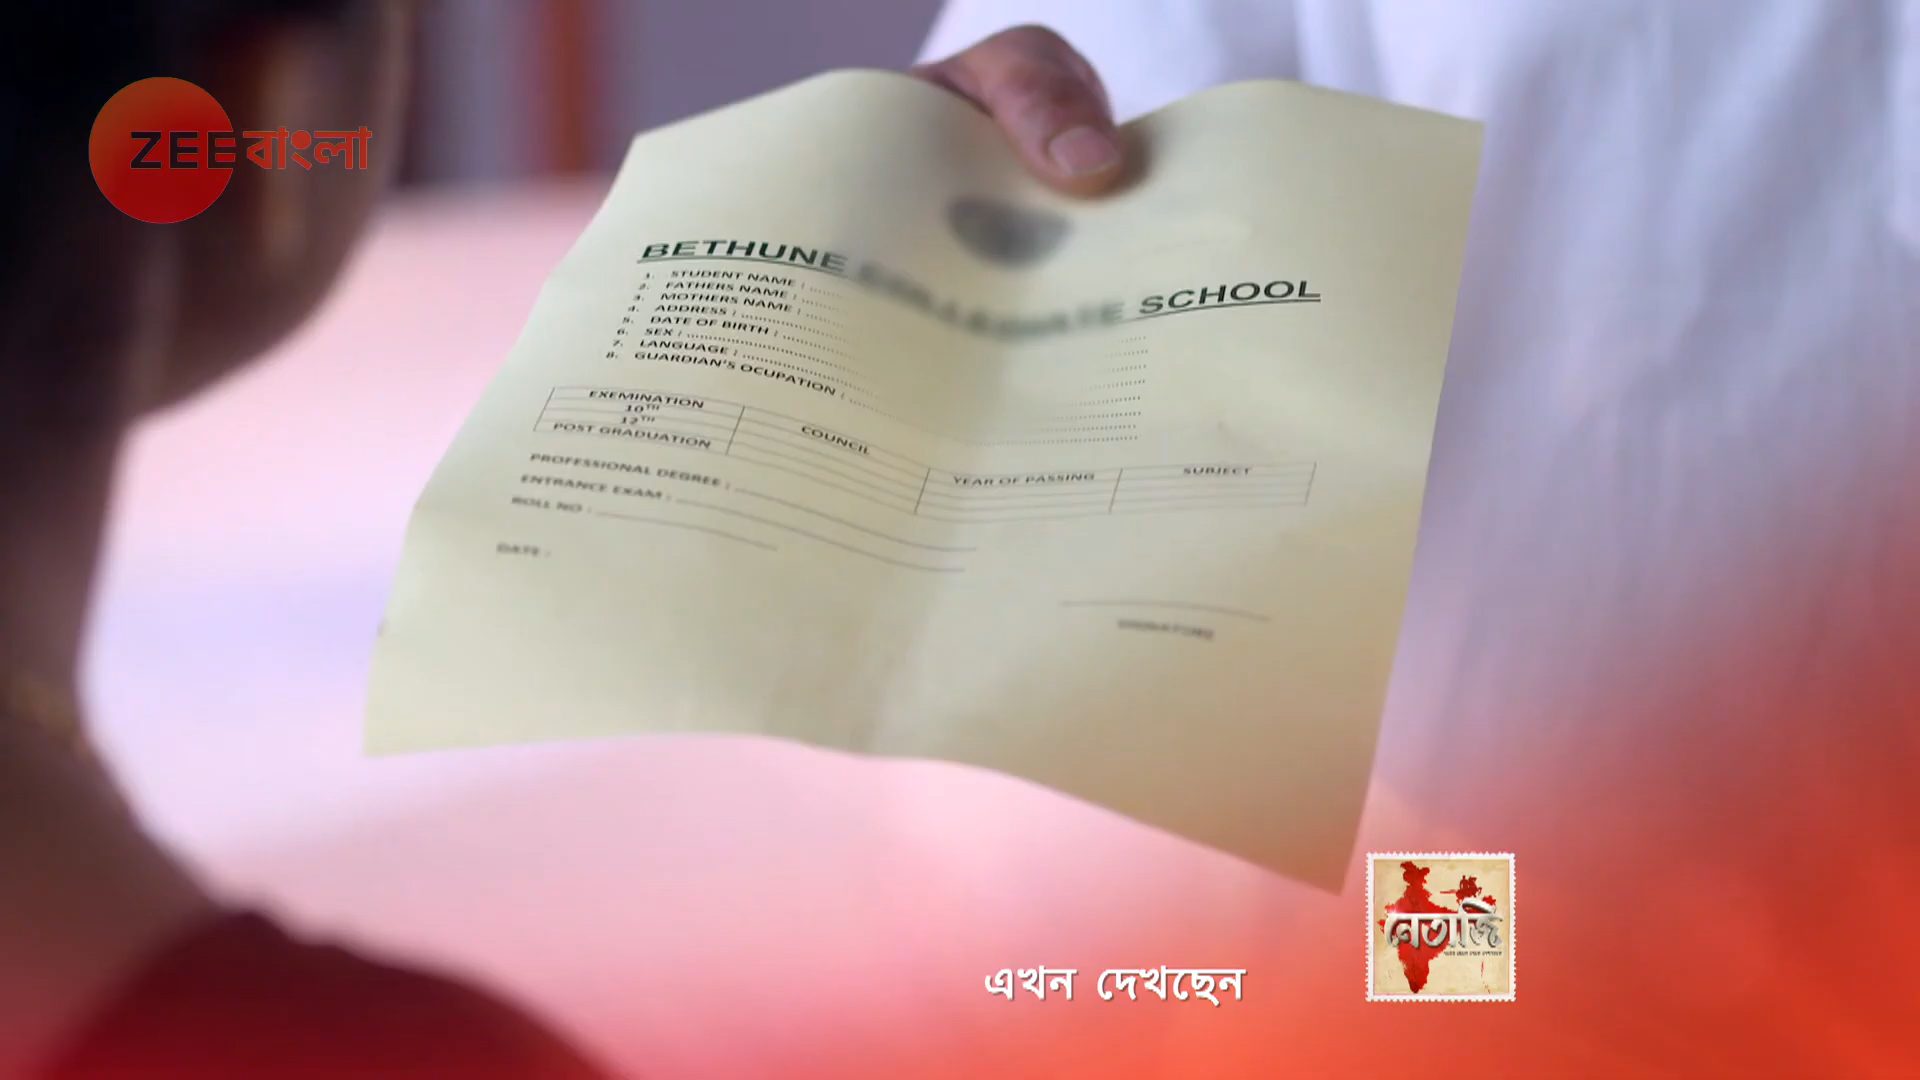 ZEE বাংলা
BETHUNE COLLEGIATE SCHOOL
1. STUDENT NAME :
2. FATHERS NAME :
3. MOTHERS NAME :
4. ADDRESS :
5. DATE OF BIRTH :
6. SEX :
7. LANGUAGE :
8. GUARDIAN'S OCUPATION :
EXEMINATION COUNCIL YEAR OF PASSING SUBJECT
10TH
12TH
POST GRADUATION
PROFESSIONAL DEGREE :
ENTRANCE EXAM :
ROLL NO :
DATE :
SIGNATURE
এখন দেখছেন
নেতাজি